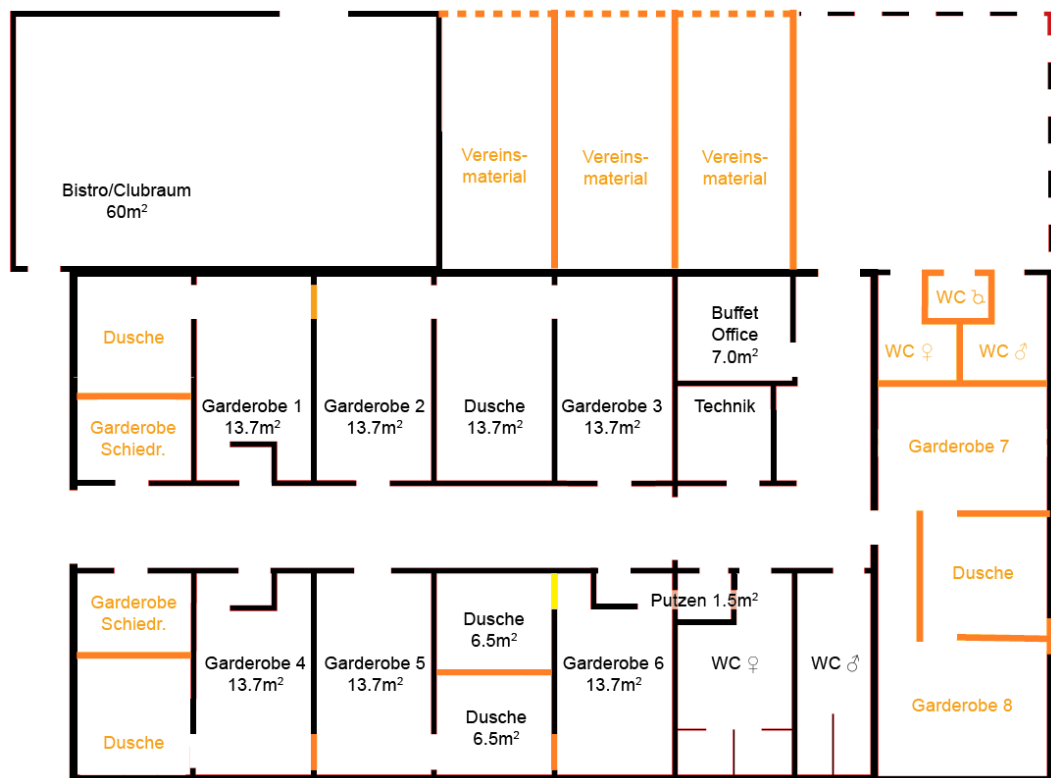 Vereins-
material
Vereins-
material
Vereins-
material
Bistro/Clubraum
60m²
WC
Buffet
Office
7.0m²
Dusche
WC ♀
WC ♂
Garderobe 1
13.7m²
Garderobe 2
13.7m²
Dusche
13.7m²
Garderobe 3
13.7m²
Technik
Garderobe
Schiedr.
Garderobe 7
Dusche
Garderobe
Schiedr.
Putzen 1.5m²
Dusche
6.5m²
Garderobe 4
13.7m²
Garderobe 5
13.7m²
Garderobe 6
13.7m²
WC ♀
WC ♂
Garderobe 8
Dusche
6.5m²
Dusche